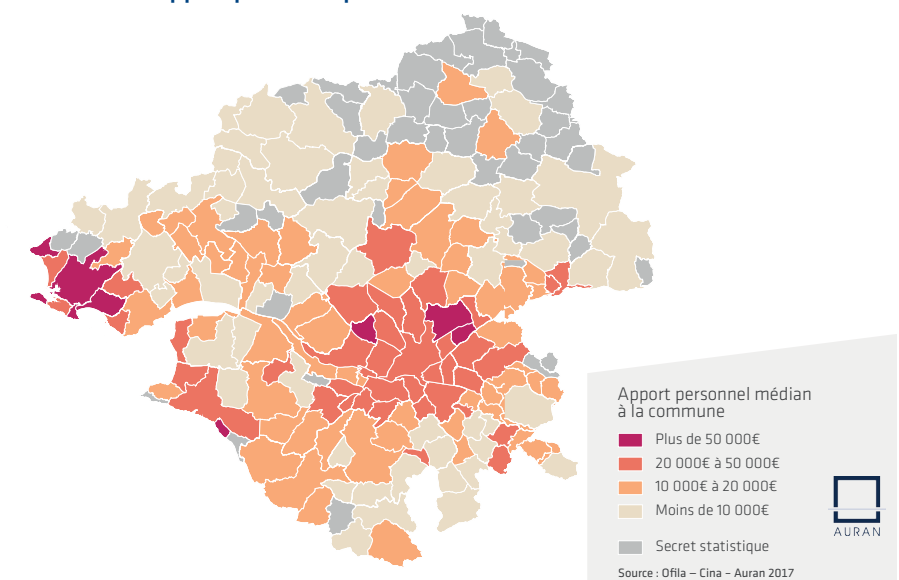 Apport personnel médian
à la commune
Plus de 50 000€
20 000€ à 50 000€
10 000€ à 20 000€
Moins de 10 000€
Secret statistique
Source : Ofila – Cina – Auran 2017
AURAN